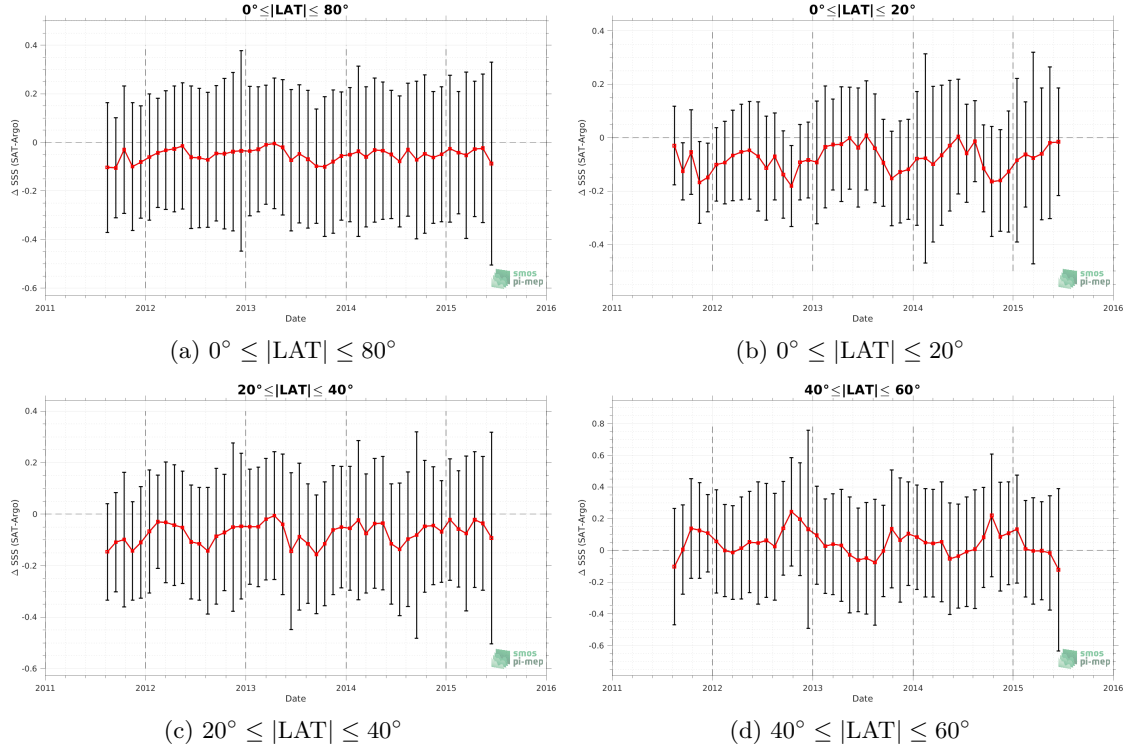 0°≤|LAT|≤ 80°
0.4
0.2
0
-0.2
-0.4
-0.6
Δ SSS (SAT-Argo)
2011 2012 2013 2014 2015 2016
Date
smos
pi-mep
(a) 0° ≤ |LAT| ≤ 80°
0°≤|LAT|≤ 20°
0.4
0.2
0
-0.2
-0.4
Δ SSS (SAT-Argo)
2011 2012 2013 2014 2015 2016
Date
smos
pi-mep
(b) 0° ≤ |LAT| ≤ 20°
20°≤|LAT|≤ 40°
0.4
0.2
0
-0.2
-0.4
-0.6
Δ SSS (SAT-Argo)
2011 2012 2013 2014 2015 2016
Date
smos
pi-mep
(c) 20° ≤ |LAT| ≤ 40°
40°≤|LAT|≤ 60°
0.8
0.6
0.4
0.2
0
-0.2
-0.4
-0.6
Δ SSS (SAT-Argo)
2011 2012 2013 2014 2015 2016
Date
smos
pi-mep
(d) 40° ≤ |LAT| ≤ 60°